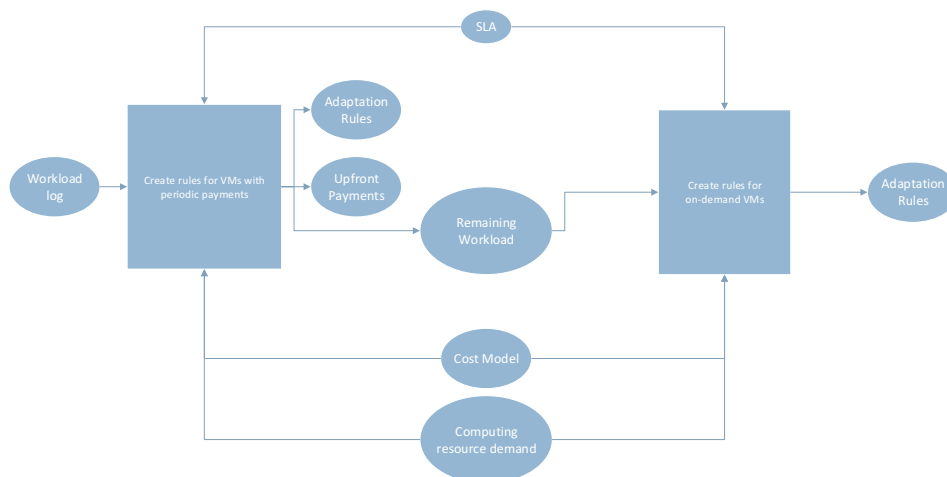 SLA
Adaptation
Rules
Workload
log
Create rules for VMs with
periodic payments
Upfront
Payments
Remaining
Workload
Create rules for
on-demand VMs
Adaptation
Rules
Cost Model
Computing
resource demand